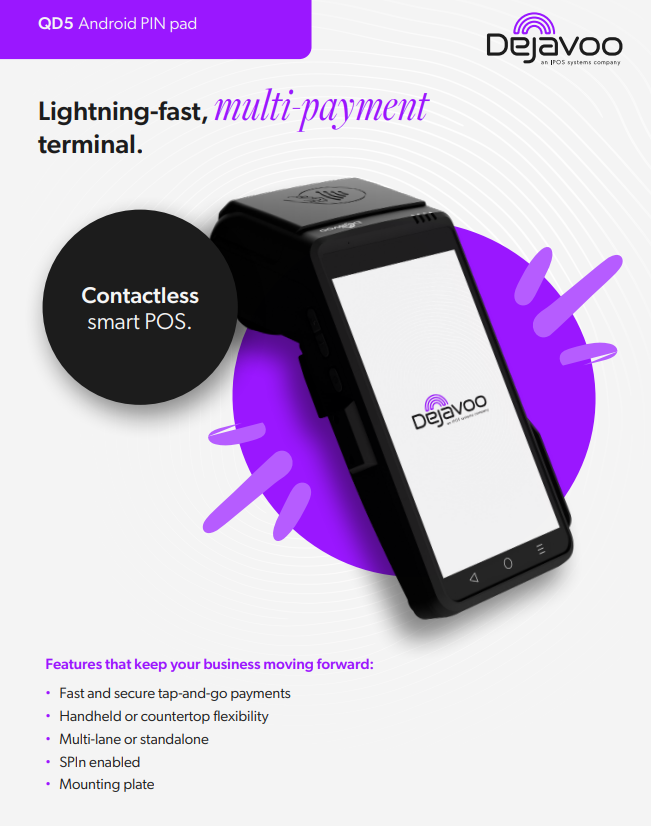 QD5 Android PIN pad
Dejavoo
an IPOS systems company
Lightning-fast, multi-payment
terminal.
Dejavoo
Contactless
smart POS.
Dejavoo
an IPOS systems company
Features that keep your business moving forward:
• Fast and secure tap-and-go payments
• Handheld or countertop flexibility
• Multi-lane or standalone
• SPIn enabled
• Mounting plate